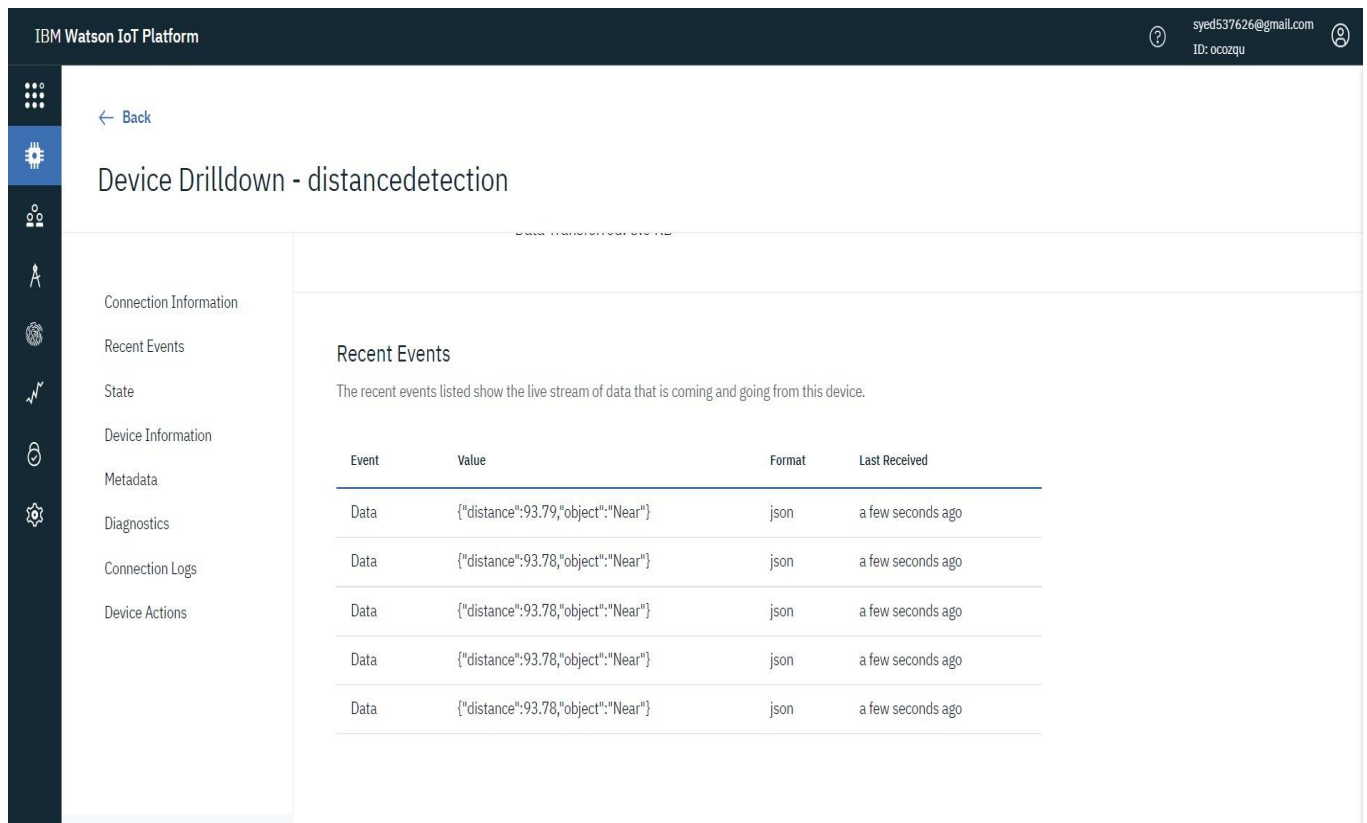 IBM Watson IoT Platform
syed537626@gmail.com
ID: ocozqu
← Back
Device Drilldown - distancedetection
Connection Information
Recent Events
State
Device Information
Metadata
Diagnostics
Connection Logs
Device Actions
Recent Events
The recent events listed show the live stream of data that is coming and going from this device.
Event Value Format Last Received
Data {"distance":93.79,"object":"Near"} json a few seconds ago
Data {"distance":93.78,"object":"Near"} json a few seconds ago
Data {"distance":93.78,"object":"Near"} json a few seconds ago
Data {"distance":93.78,"object":"Near"} json a few seconds ago
Data {"distance":93.78,"object":"Near"} json a few seconds ago